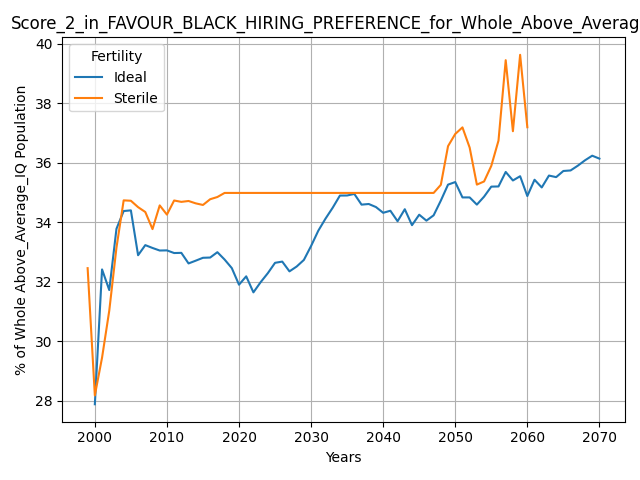 Score_2_in_FAVOUR_BLACK_HIRING_PREFERENCE_for_Whole_Above_Averag
% of Whole Above_Average_IQ Population
Fertility
Ideal
Sterile
40
38
36
34
32
30
28
2000 2010 2020 2030 2040 2050 2060 2070
Years